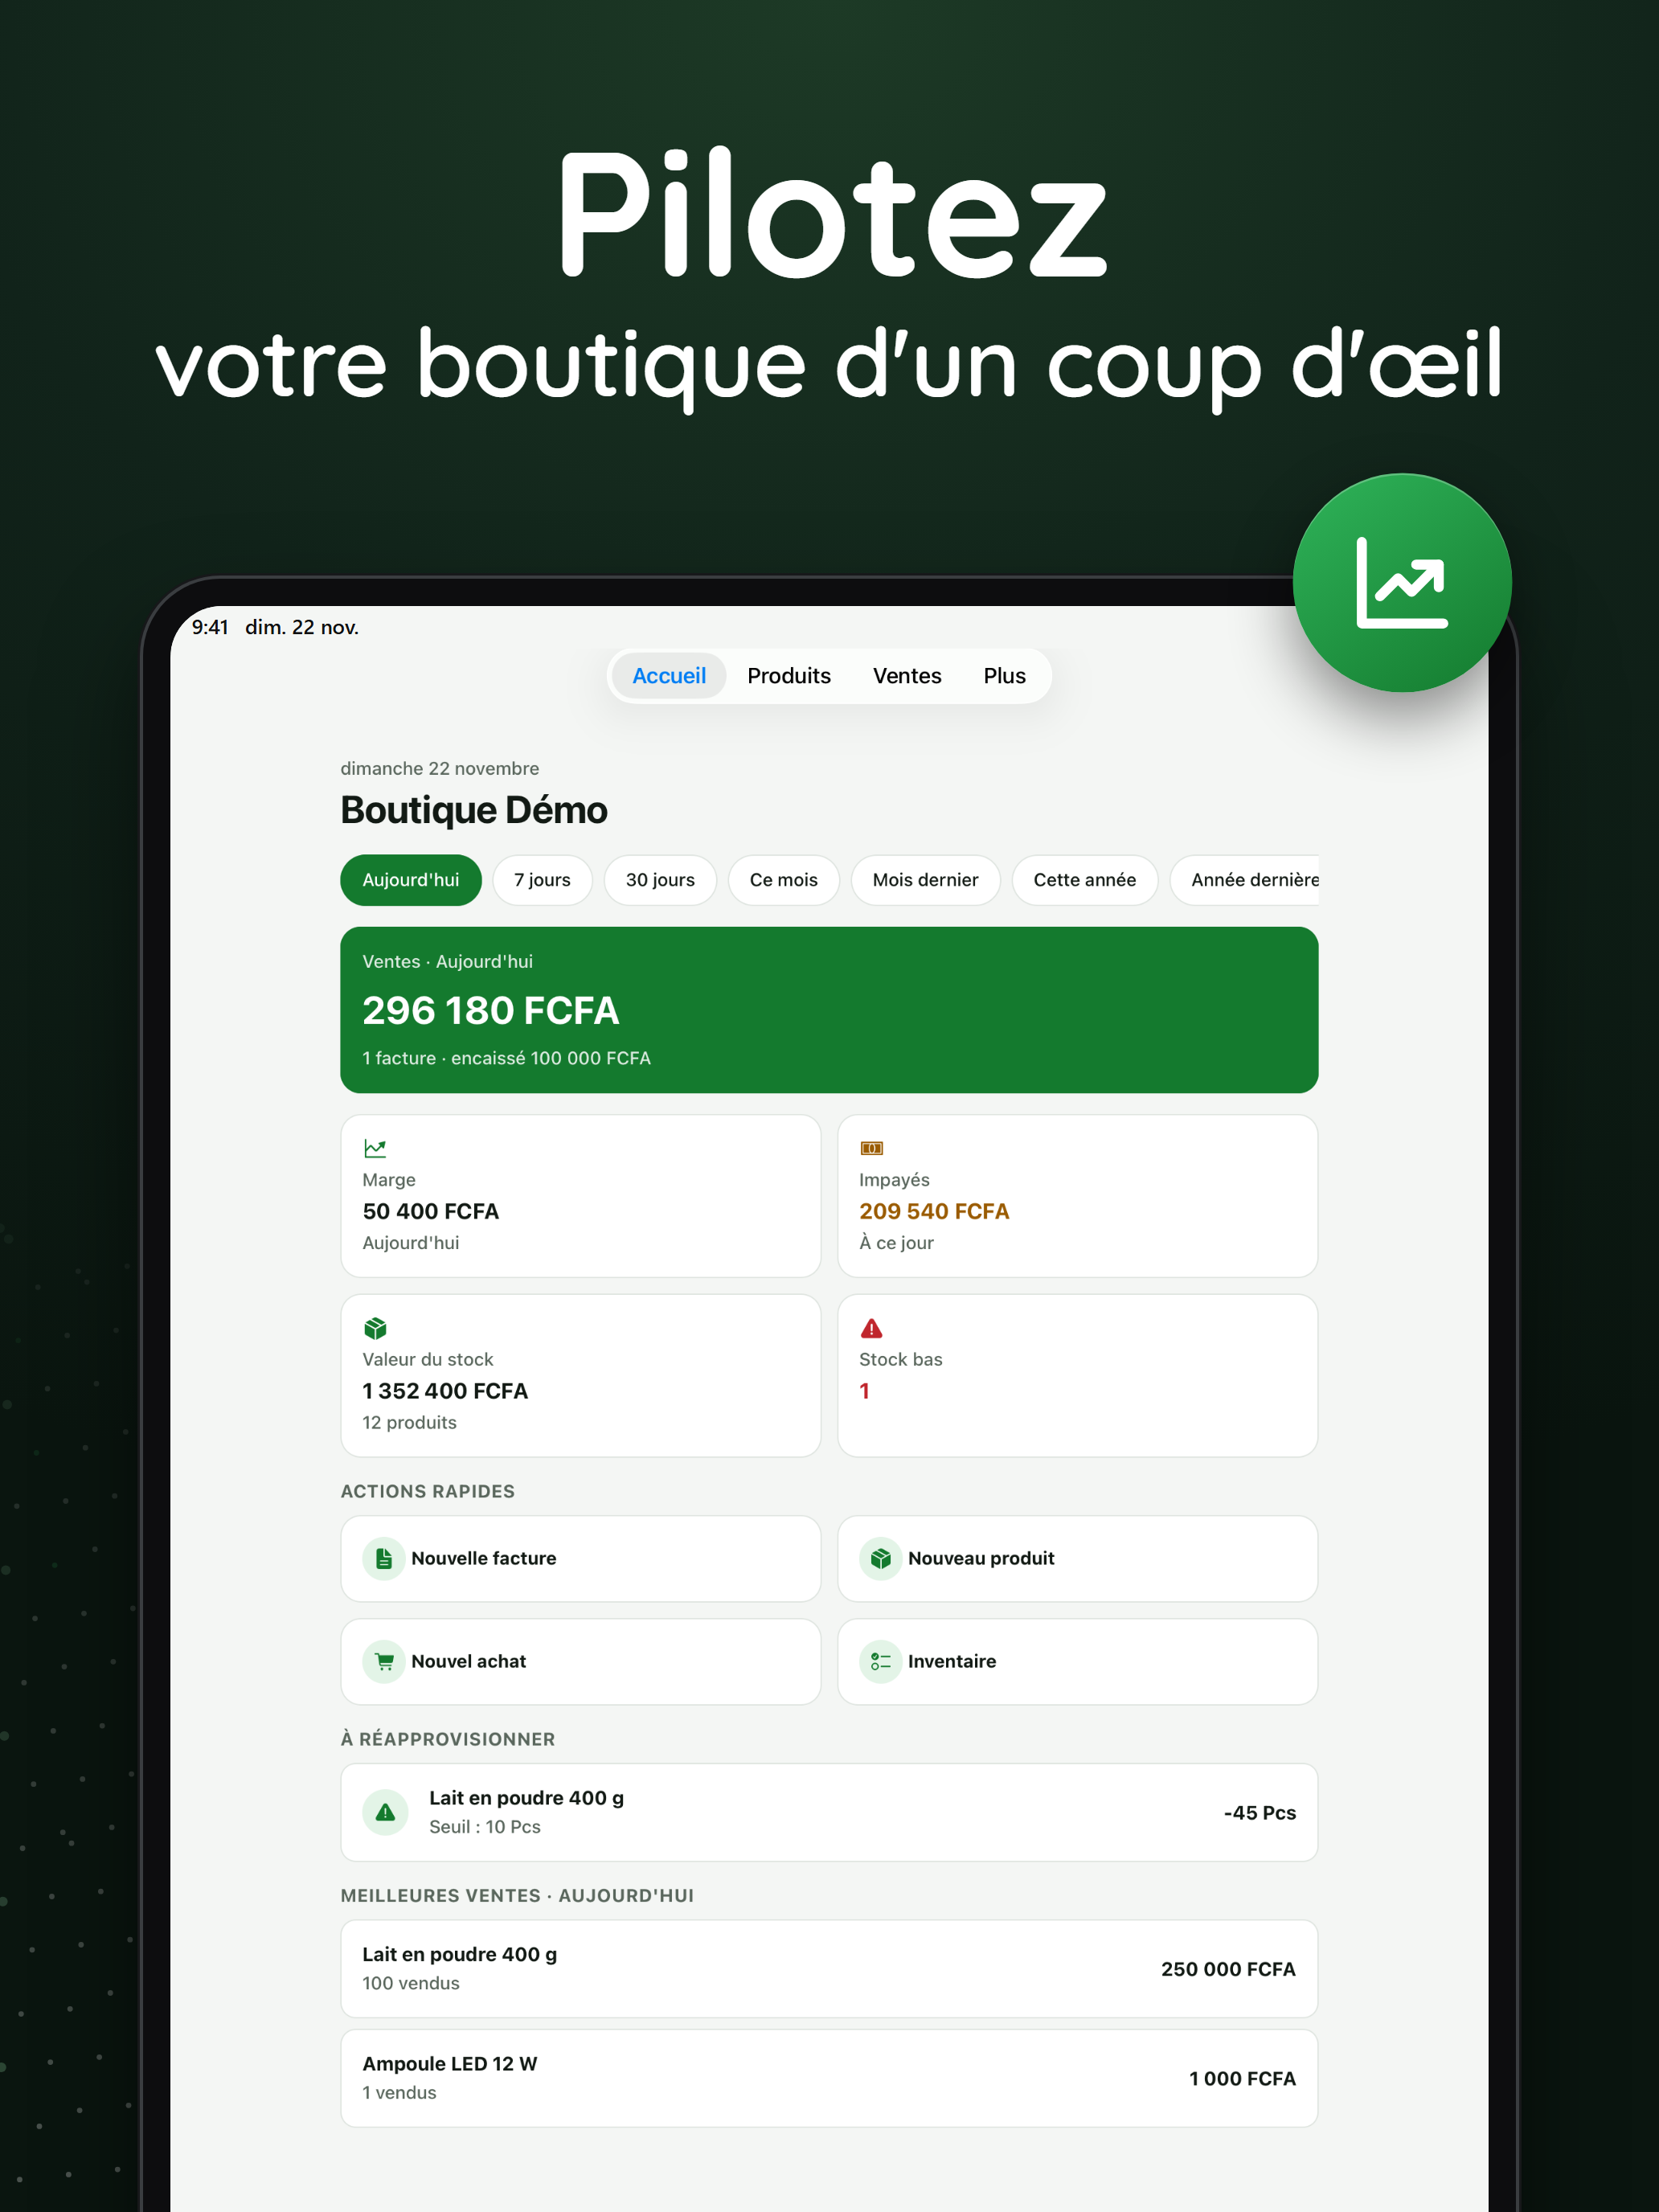 Pilotez
votre boutique d'un coup d'œil
9:41 dim. 22 nov.
Accueil Produits Ventes Plus
dimanche 22 novembre
Boutique Démo
Aujourd'hui 7 jours 30 jours Ce mois Mois dernier Cette année Année dernière
Ventes · Aujourd'hui
296 180 FCFA
1 facture · encaissé 100 000 FCFA
Marge
50 400 FCFA
Aujourd'hui
Impayés
209 540 FCFA
À ce jour
Valeur du stock
1 352 400 FCFA
12 produits
Stock bas
1
ACTIONS RAPIDES
Nouvelle facture
Nouveau produit
Nouvel achat
Inventaire
À RÉAPPROVISIONNER
Lait en poudre 400 g
Seuil : 10 Pcs
-45 Pcs
MEILLEURES VENTES · AUJOURD'HUI
Lait en poudre 400 g
100 vendus
250 000 FCFA
Ampoule LED 12 W
1 vendus
1 000 FCFA